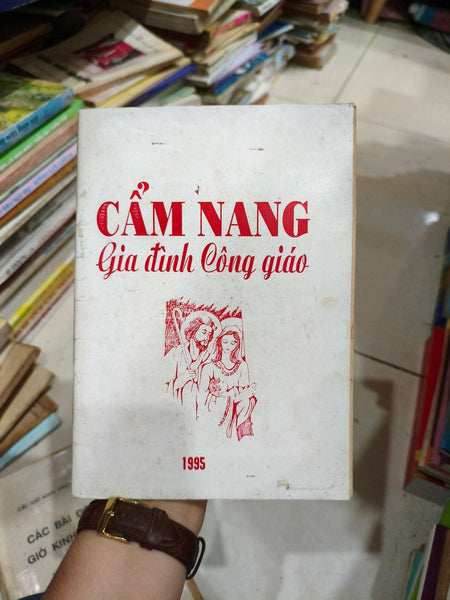 CẨM NANG
Gia đình Công giáo
1995
CÁC BÀI
GIỜ KINH